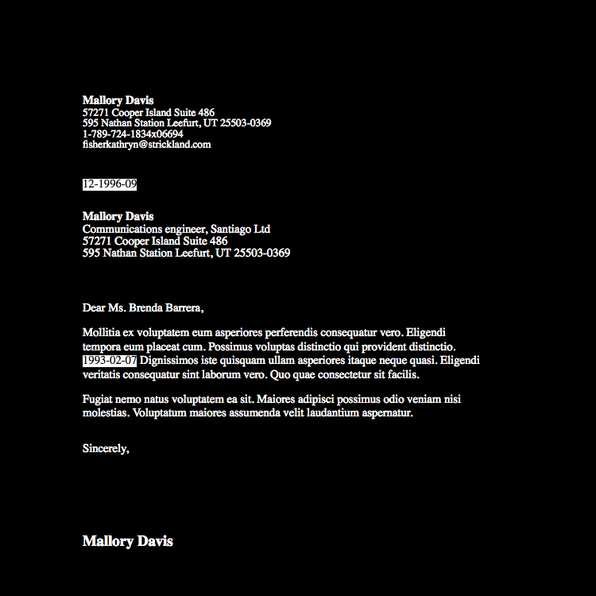 Mallory Davis
57271 Cooper Island Suite 486
595 Nathan Station Leefurt, UT 25503-0369
1-789-724-1834x06694
fisherkathryn@strickland.com
12-1996-09
Mallory Davis
Communications engineer, Santiago Ltd
57271 Cooper Island Suite 486
595 Nathan Station Leefurt, UT 25503-0369
Dear Ms. Brenda Barrera,
Mollitia ex voluptatem eum asperiores perferendis consequatur vero. Eligendi
tempora eum placeat cum. Possimus voluptas distinctio qui provident distinctio.
1993-02-07 Dignissimos iste quisquam ullam asperiores itaque neque quasi. Eligendi
veritatis consequatur sint laborum vero. Quo quae consectetur sit facilis.
Fugiat nemo natus voluptatem ea sit. Maiores adipisci possimus odio veniam nisi
molestias. Voluptatum maiores assumenda velit laudantium aspernatur.
Sincerely,
Mallory Davis